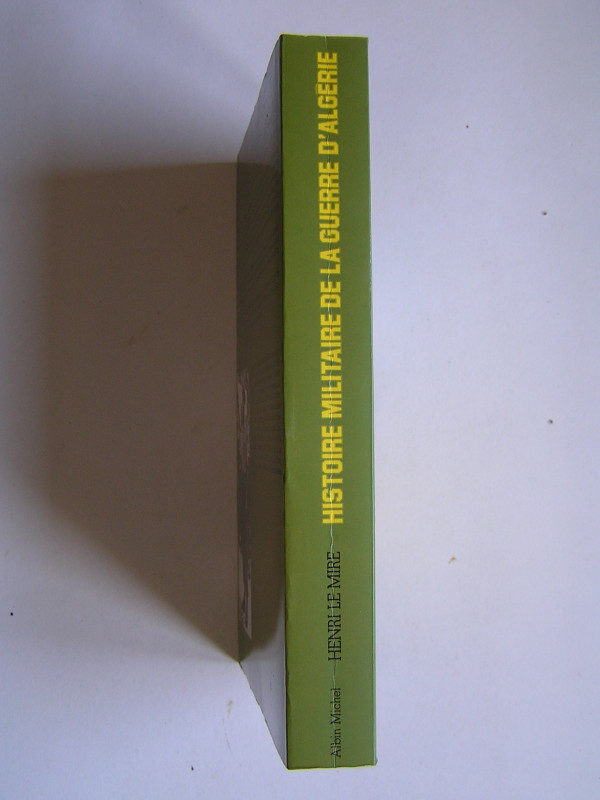 Albin Michel
HENRI LE MIRE
HISTOIRE MILITAIRE DE LA GUERRE D'ALGÉRIE